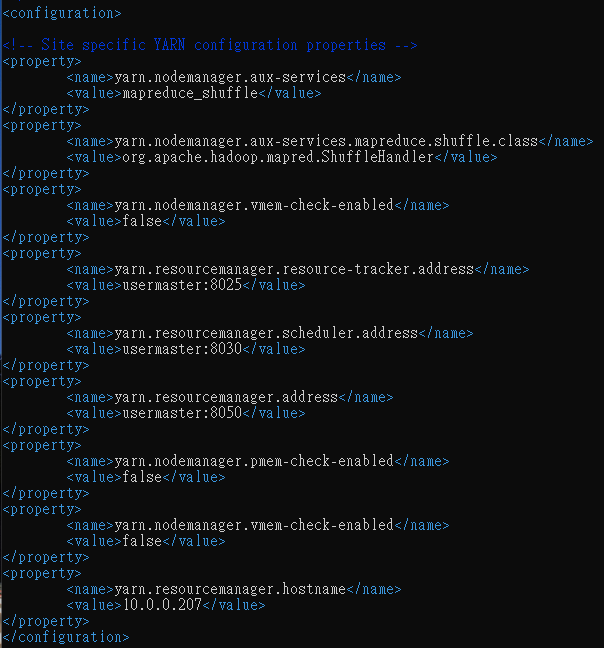 <configuration>
<!-- Site specific YARN configuration properties -->
<property>
<name>yarn.nodemanager.aux-services</name>
<value>mapreduce_shuffle</value>
</property>
<property>
<name>yarn.nodemanager.aux-services.mapreduce.shuffle.class</name>
<value>org.apache.hadoop.mapred.ShuffleHandler</value>
</property>
<property>
<name>yarn.nodemanager.vmem-check-enabled</name>
<value>false</value>
</property>
<property>
<name>yarn.resourcemanager.resource-tracker.address</name>
<value>usermaster:8025</value>
</property>
<property>
<name>yarn.resourcemanager.scheduler.address</name>
<value>usermaster:8030</value>
</property>
<property>
<name>yarn.resourcemanager.address</name>
<value>usermaster:8050</value>
</property>
<property>
<name>yarn.nodemanager.pmem-check-enabled</name>
<value>false</value>
</property>
<property>
<name>yarn.nodemanager.vmem-check-enabled</name>
<value>false</value>
</property>
<property>
<name>yarn.resourcemanager.hostname</name>
<value>10.0.0.207</value>
</property>
</configuration>